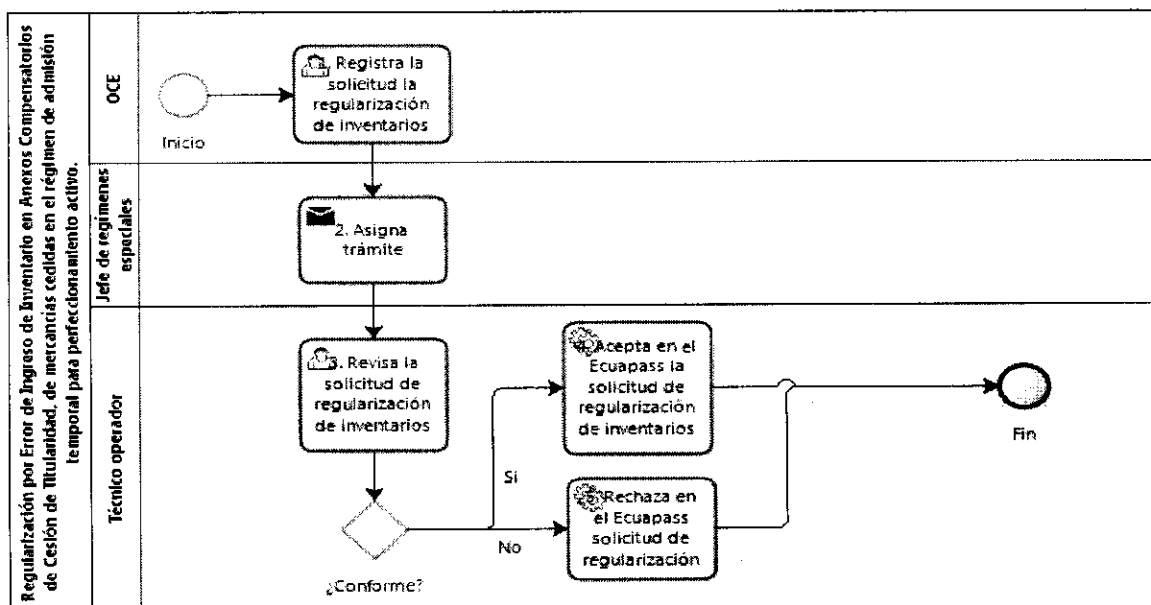 Regularización por Error de Ingreso de Inventario en Anexos Compensatorios
de Cesión de Titularidad, de mercancías cedidas en el régimen de admisión
temporal para perfeccionamiento activo.
OCE
Inicio
Registra la
solicitud la
regularización
de inventarios
Jefe de regímenes
especiales
2. Asigna
trámite
Técnico operador
3. Revisa la
solicitud de
regularización
de inventarios
¿Conforme?
Si
No
4. Acepta en el
Ecuapass la
solicitud de
regularización
de inventarios
5. Rechaza en
el Ecuapass
solicitud de
regularización
Fin